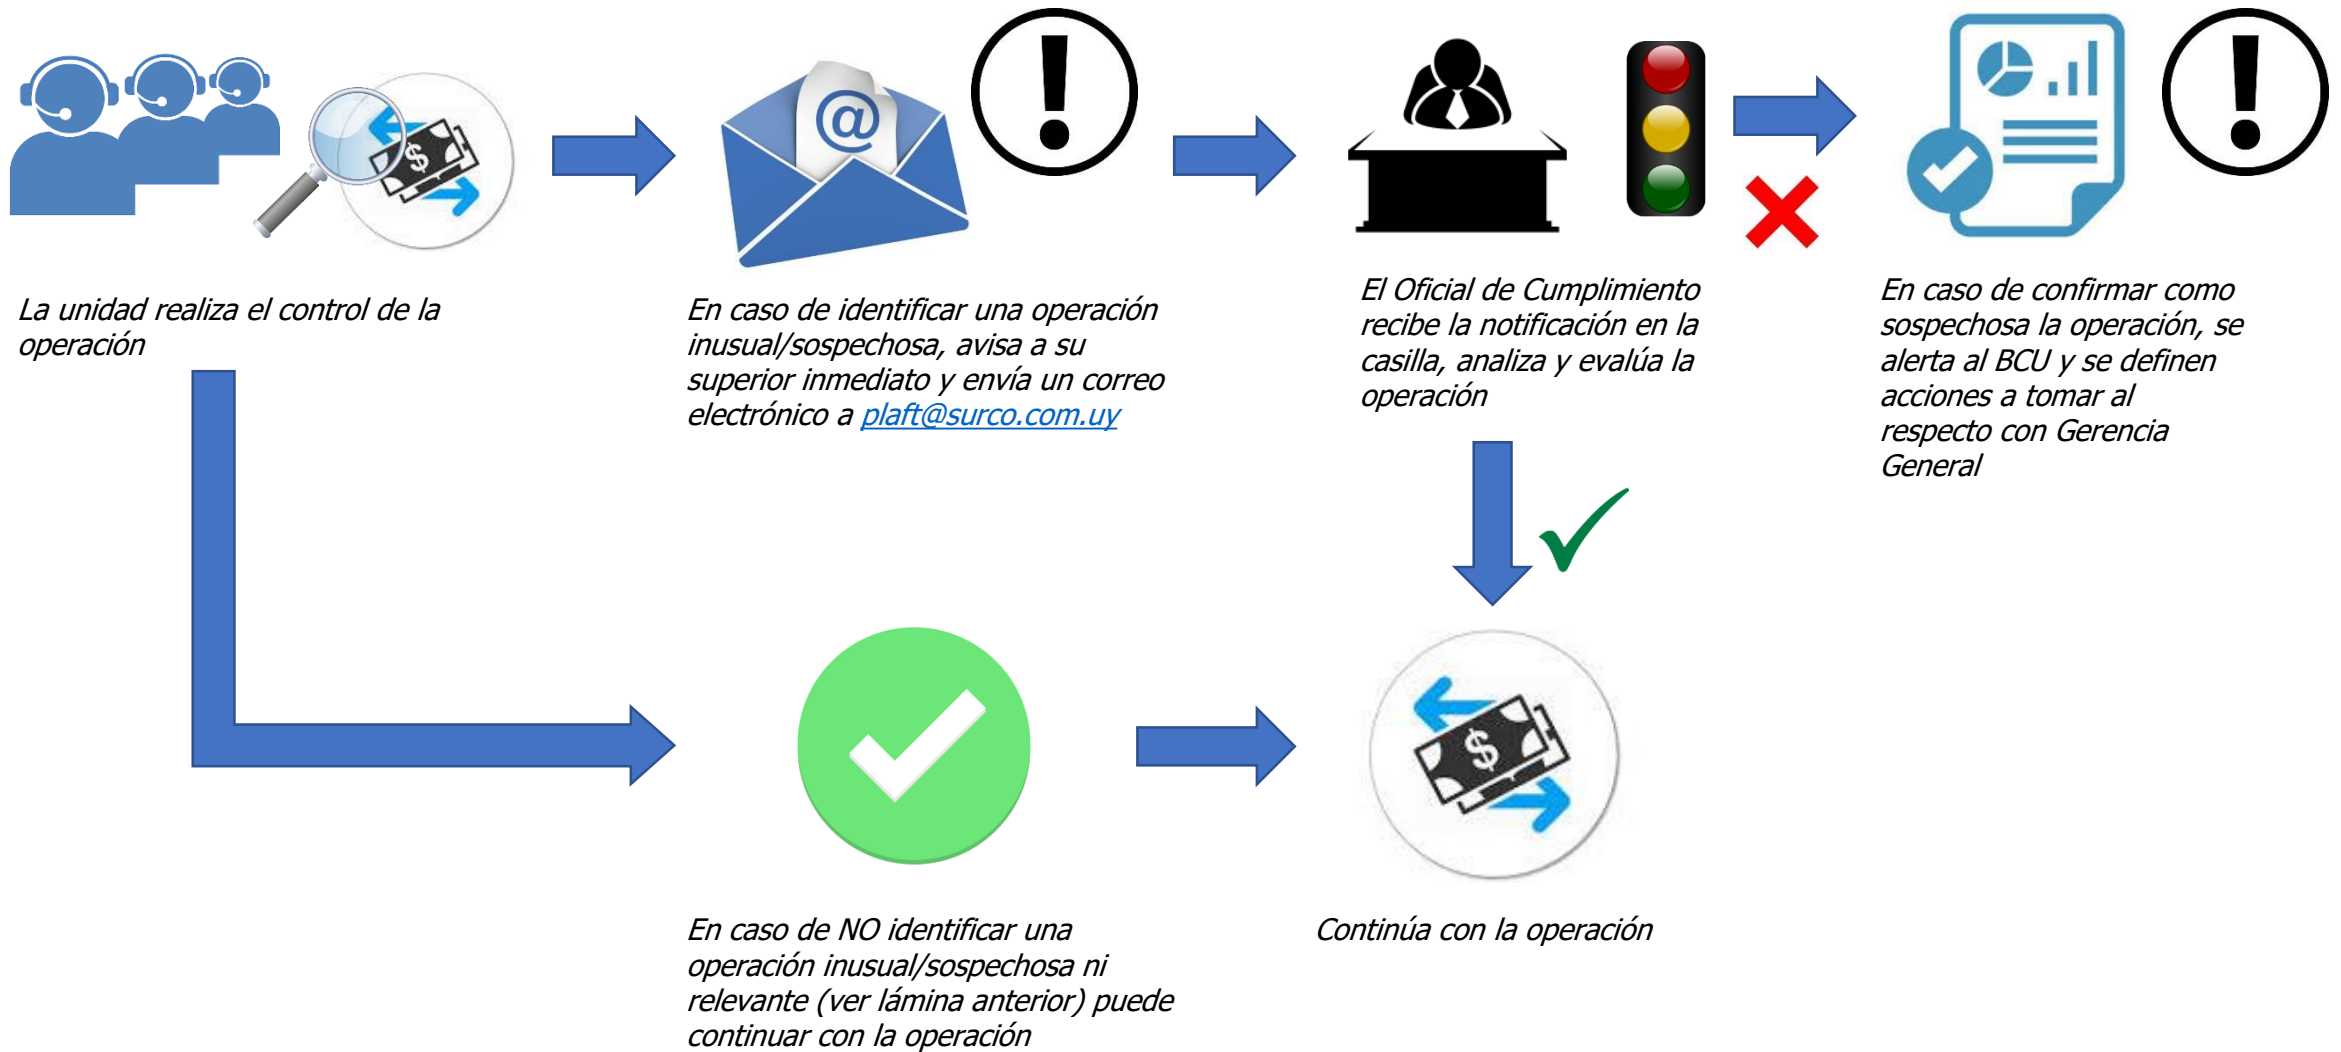 La unidad realiza el control de la
operación
En caso de identificar una operación
inusual/sospechosa, avisa a su
superior inmediato y envía un correo
electrónico a plaft@surco.com.uy
El Oficial de Cumplimiento
recibe la notificación en la
casilla, analiza y evalúa la
operación
En caso de confirmar como
sospechosa la operación, se
alerta al BCU y se definen
acciones a tomar al
respecto con Gerencia
General
En caso de NO identificar una
operación inusual/sospechosa ni
relevante (ver lámina anterior) puede
continuar con la operación
Continúa con la operación